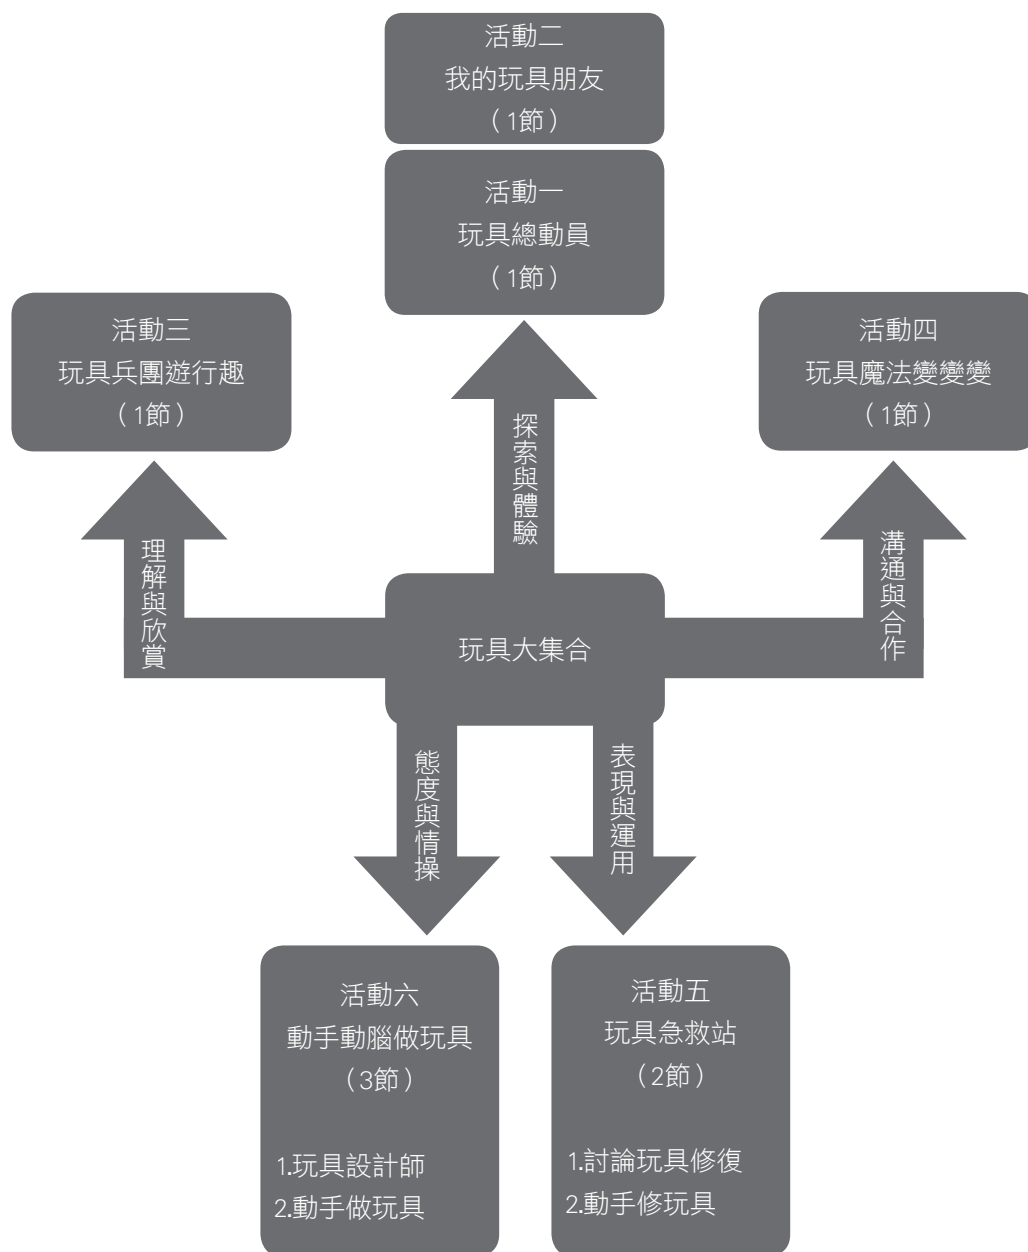 活動二
我的玩具朋友
（1節）
活動一
玩具總動員
（1節）
活動三
玩具兵團遊行趣
（1節）
活動四
玩具魔法變變變
（1節）
探索與體驗
理解與欣賞
溝通與合作
玩具大集合
態度與情操
表現與運用
活動六
動手動腦做玩具
（3節）
1.玩具設計師
2.動手做玩具
活動五
玩具急救站
（2節）
1.討論玩具修復
2.動手修玩具